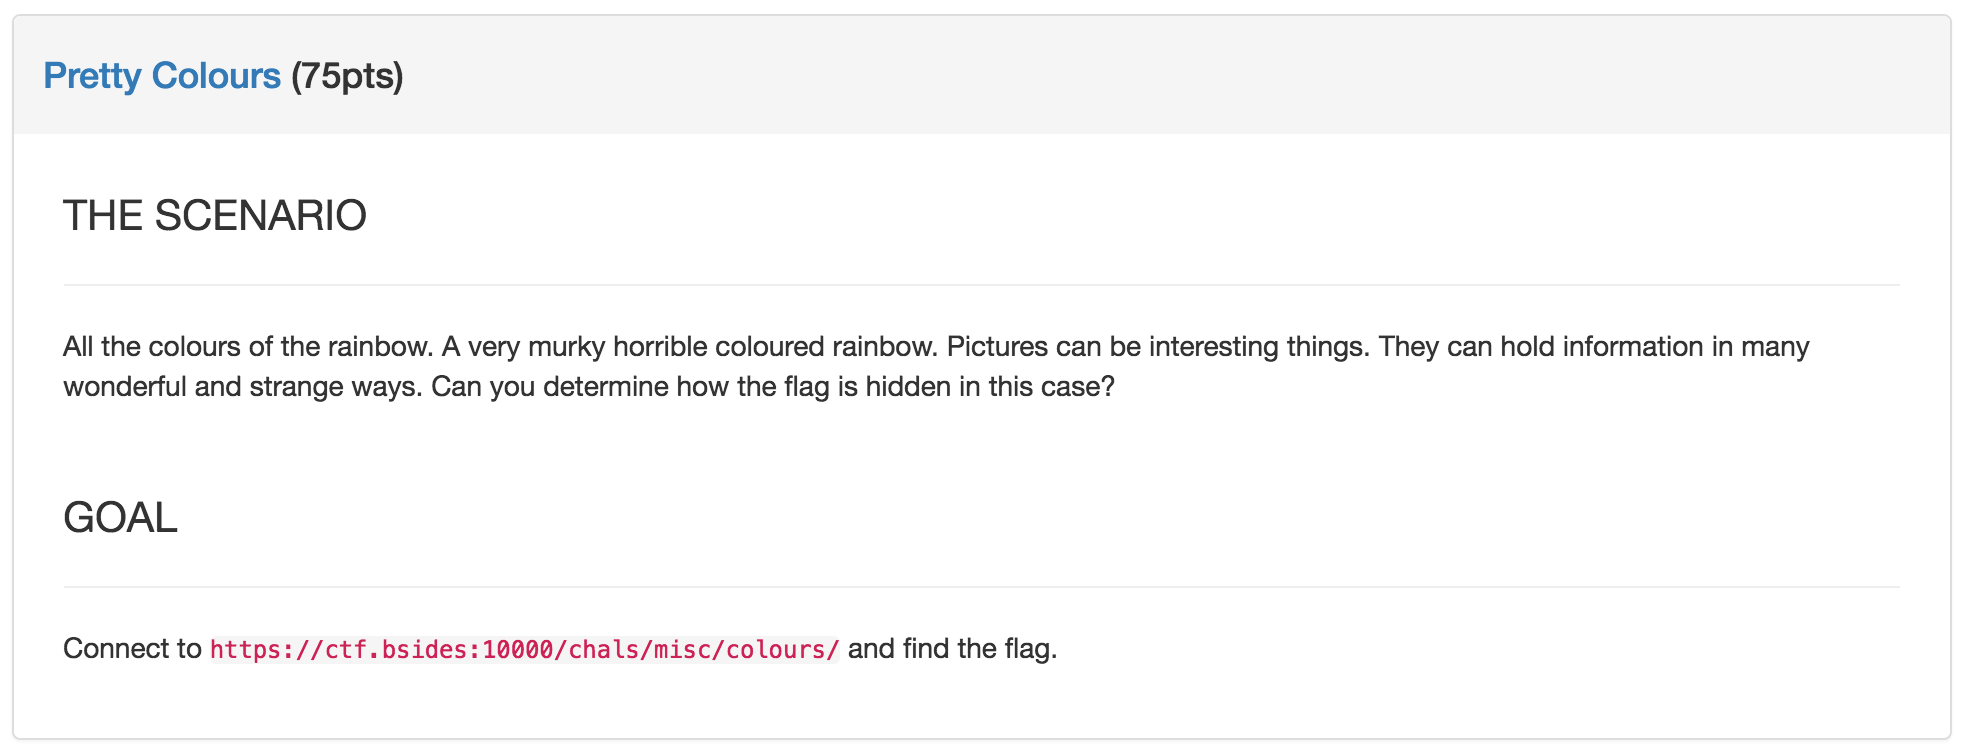 Pretty Colours (75pts)
THE SCENARIO
All the colours of the rainbow. A very murky horrible coloured rainbow. Pictures can be interesting things. They can hold information in many
wonderful and strange ways. Can you determine how the flag is hidden in this case?
GOAL
Connect to https://ctf.bsides:10000/chals/misc/colours/ and find the flag.